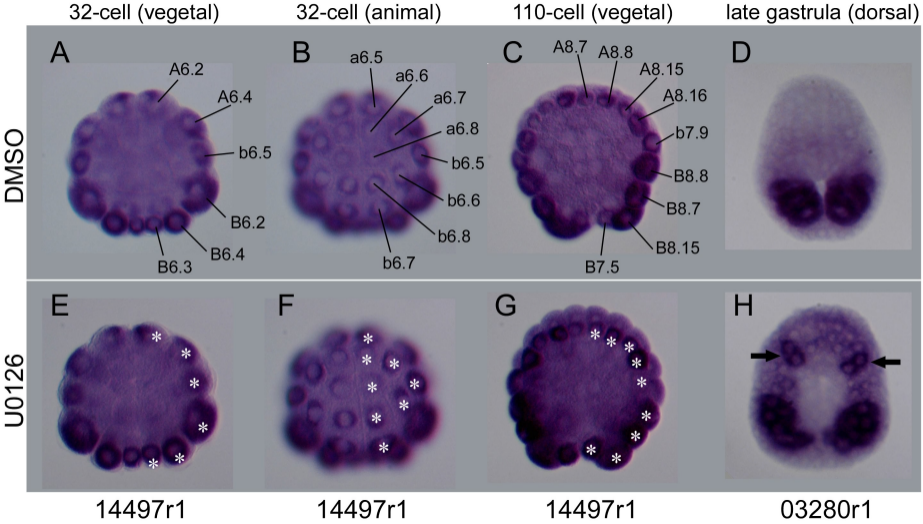 32-cell (vegetal) 32-cell (animal) 110-cell (vegetal) late gastrula (dorsal)
DMSO
A
A6.2
A6.4
b6.5
B6.2
B6.4
B6.3
B
a6.5
a6.6
a6.7
a6.8
b6.5
b6.6
b6.8
b6.7
C
A8.7
A8.8
A8.15
A8.16
b7.9
B8.8
B8.7
B8.15
B7.5
D
U0126
E
* * * * * *
F
* * * * * * * *
G
* * * * * * * * *
H
14497r1 14497r1 14497r1 03280r1